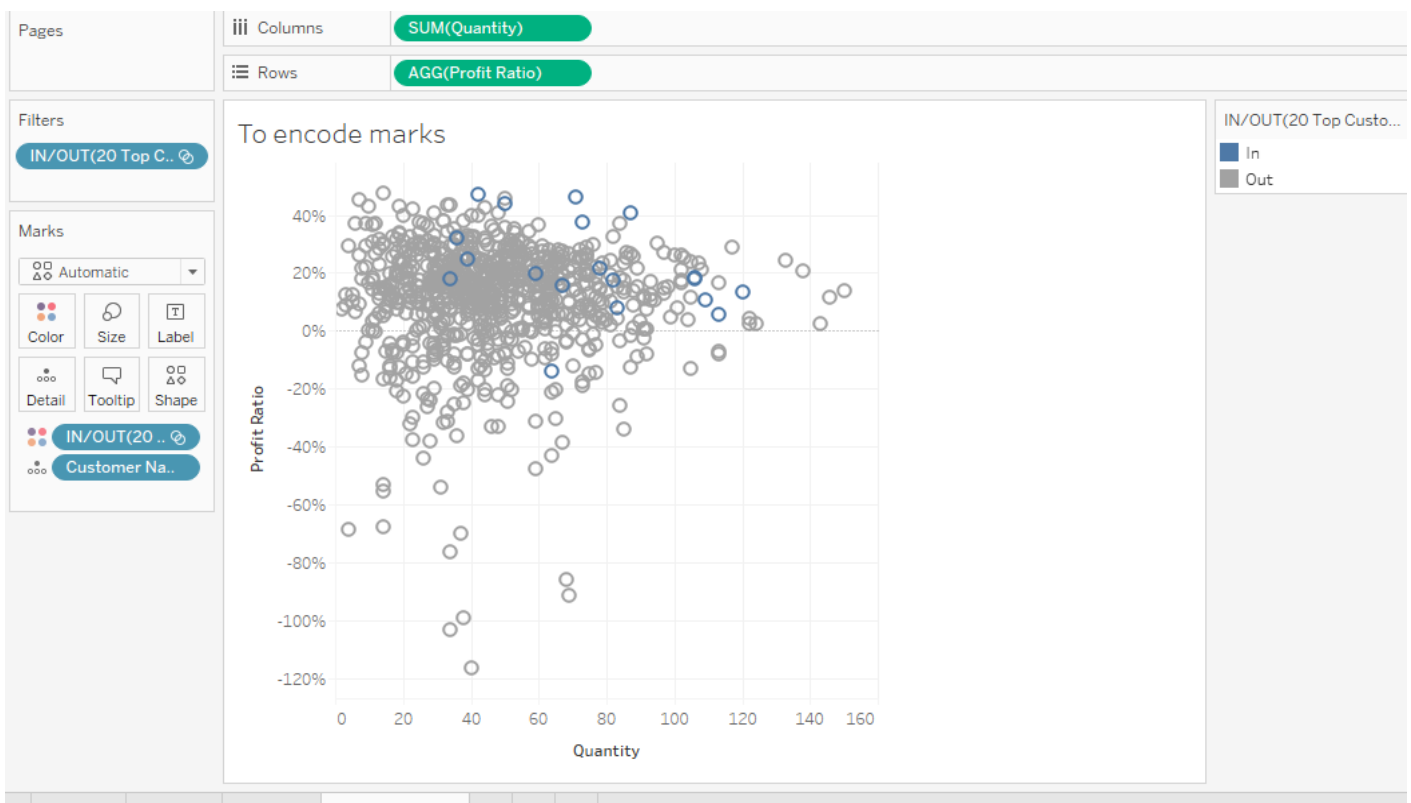 Pages
Columns
SUM(Quantity)
Rows
AGG(Profit Ratio)
Filters
IN/OUT(20 Top C..
Marks
Automatic
Color
Size
Label
Detail
Tooltip
Shape
IN/OUT(20 ..
Customer Na..
To encode marks
40%
20%
0%
-20%
-40%
-60%
-80%
-100%
-120%
Profit Ratio
0 20 40 60 80 100 120 140 160
Quantity
IN/OUT(20 Top Custo...
In
Out